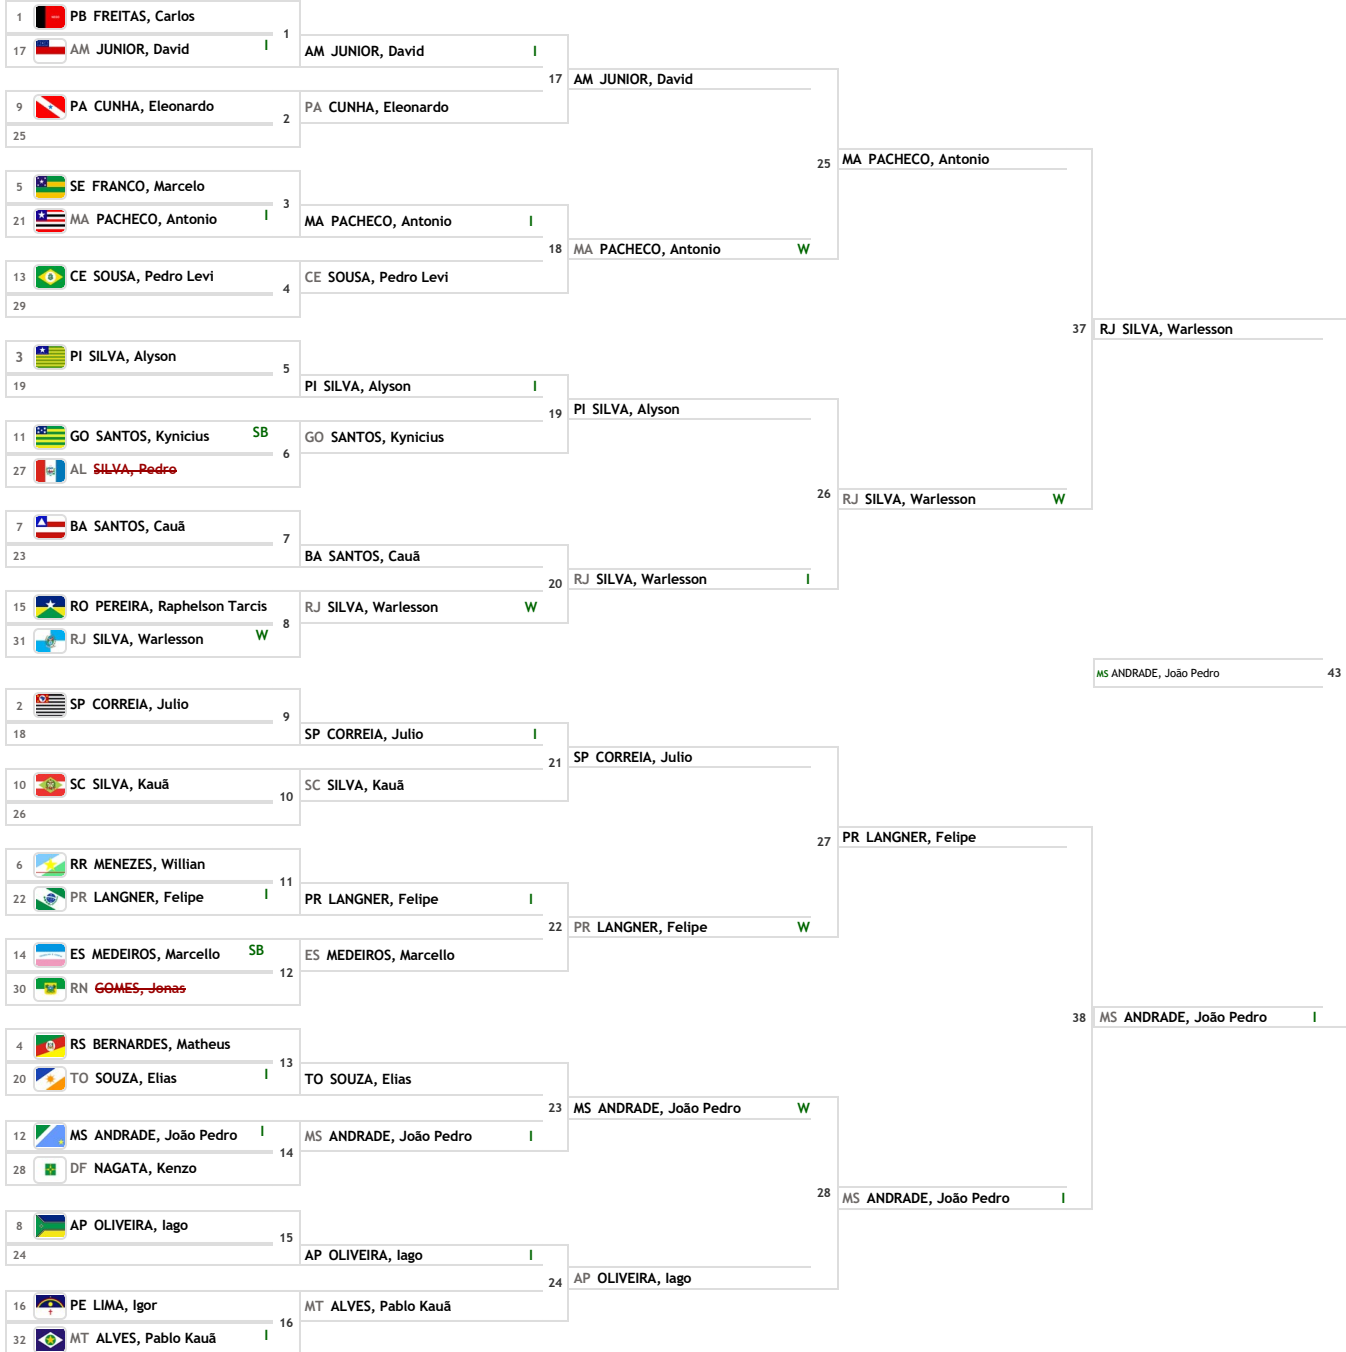 1 PB FREITAS, Carlos
1
17 AM JUNIOR, David I
AM JUNIOR, David I
17 AM JUNIOR, David
9 PA CUNHA, Eleonardo
2
PA CUNHA, Eleonardo
25
25 MA PACHECO, Antonio
5 SE FRANCO, Marcelo
3
21 MA PACHECO, Antonio I
MA PACHECO, Antonio I
18 MA PACHECO, Antonio W
13 CE SOUSA, Pedro Levi
4
CE SOUSA, Pedro Levi
29
37 RJ SILVA, Warlesson
3 PI SILVA, Alyson
5
19
PI SILVA, Alyson I
19 PI SILVA, Alyson
11 GO SANTOS, Kynicius SB
6
GO SANTOS, Kynicius
27 AL SILVA, Pedro
26 RJ SILVA, Warlesson W
7 BA SANTOS, Cauã
7
23
BA SANTOS, Cauã
20 RJ SILVA, Warlesson I
15 RO PEREIRA, Raphelson Tarcis
8
RJ SILVA, Warlesson W
31 RJ SILVA, Warlesson W
MS ANDRADE, João Pedro 43
2 SP CORREIA, Julio
9
18
SP CORREIA, Julio I
21 SP CORREIA, Julio
10 SC SILVA, Kauã
10
SC SILVA, Kauã
26
27 PR LANGNER, Felipe
6 RR MENEZES, Willian
11
22 PR LANGNER, Felipe I
PR LANGNER, Felipe I
22 PR LANGNER, Felipe W
14 ES MEDEIROS, Marcello SB
12
ES MEDEIROS, Marcello
30 RN GOMES, Jonas
38 MS ANDRADE, João Pedro I
4 RS BERNARDES, Matheus
13
20 TO SOUZA, Elias I
TO SOUZA, Elias
23 MS ANDRADE, João Pedro W
12 MS ANDRADE, João Pedro I
14
MS ANDRADE, João Pedro I
28 DF NAGATA, Kenzo
28 MS ANDRADE, João Pedro I
8 AP OLIVEIRA, Iago
15
24
AP OLIVEIRA, Iago I
24 AP OLIVEIRA, Iago
16 PE LIMA, Igor
16
MT ALVES, Pablo Kauã
32 MT ALVES, Pablo Kauã I